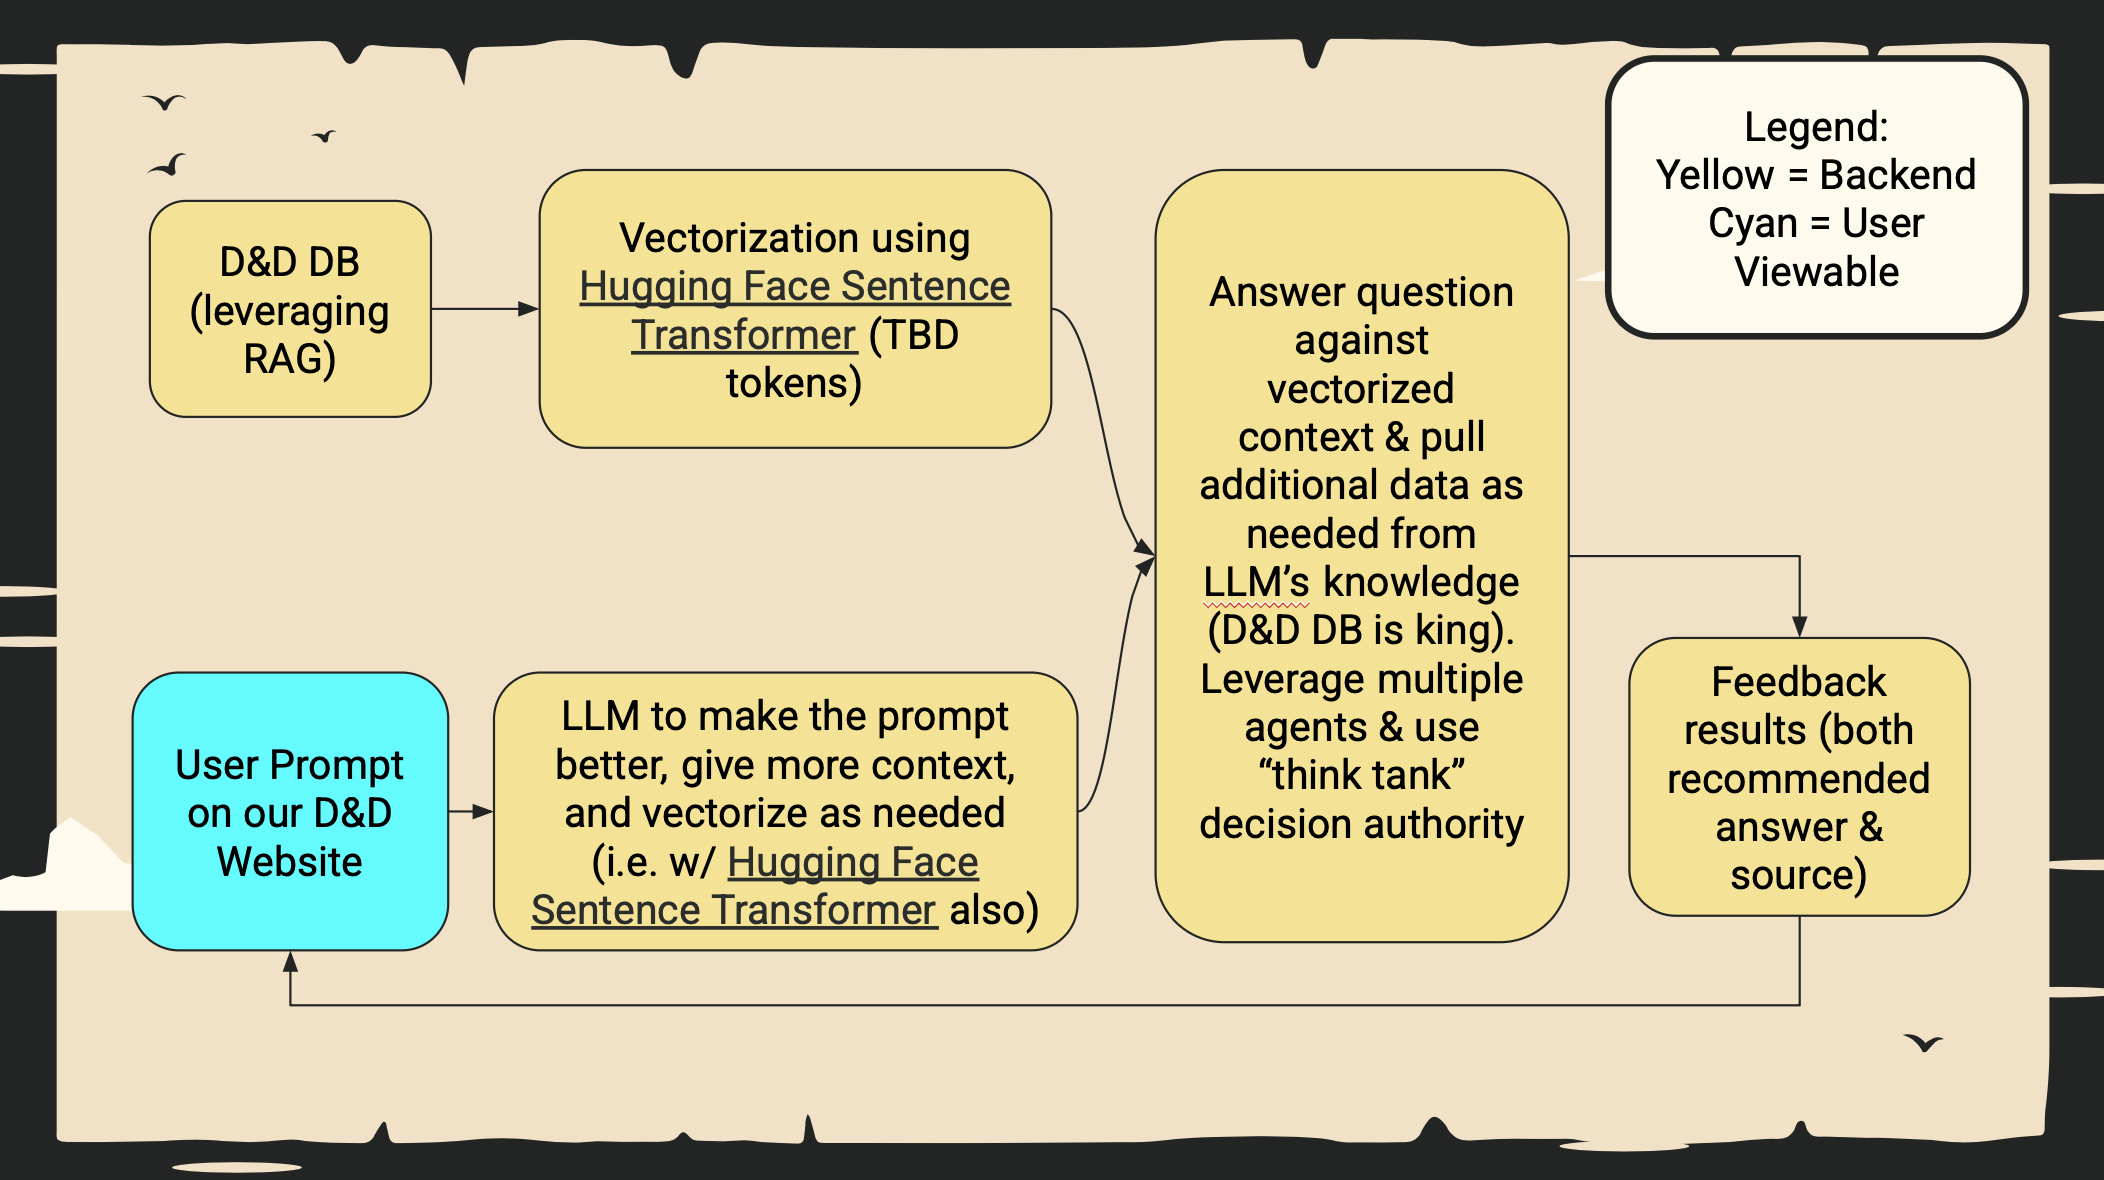 Legend:
Yellow = Backend
Cyan = User
Viewable
D&D DB
(leveraging
RAG)
Vectorization using
Hugging Face Sentence
Transformer (TBD
tokens)
Answer question
against
vectorized
context & pull
additional data as
needed from
LLM’s knowledge
(D&D DB is king).
Leverage multiple
agents & use
“think tank”
decision authority
User Prompt
on our D&D
Website
LLM to make the prompt
better, give more context,
and vectorize as needed
(i.e. w/ Hugging Face
Sentence Transformer also)
Feedback
results (both
recommended
answer &
source)